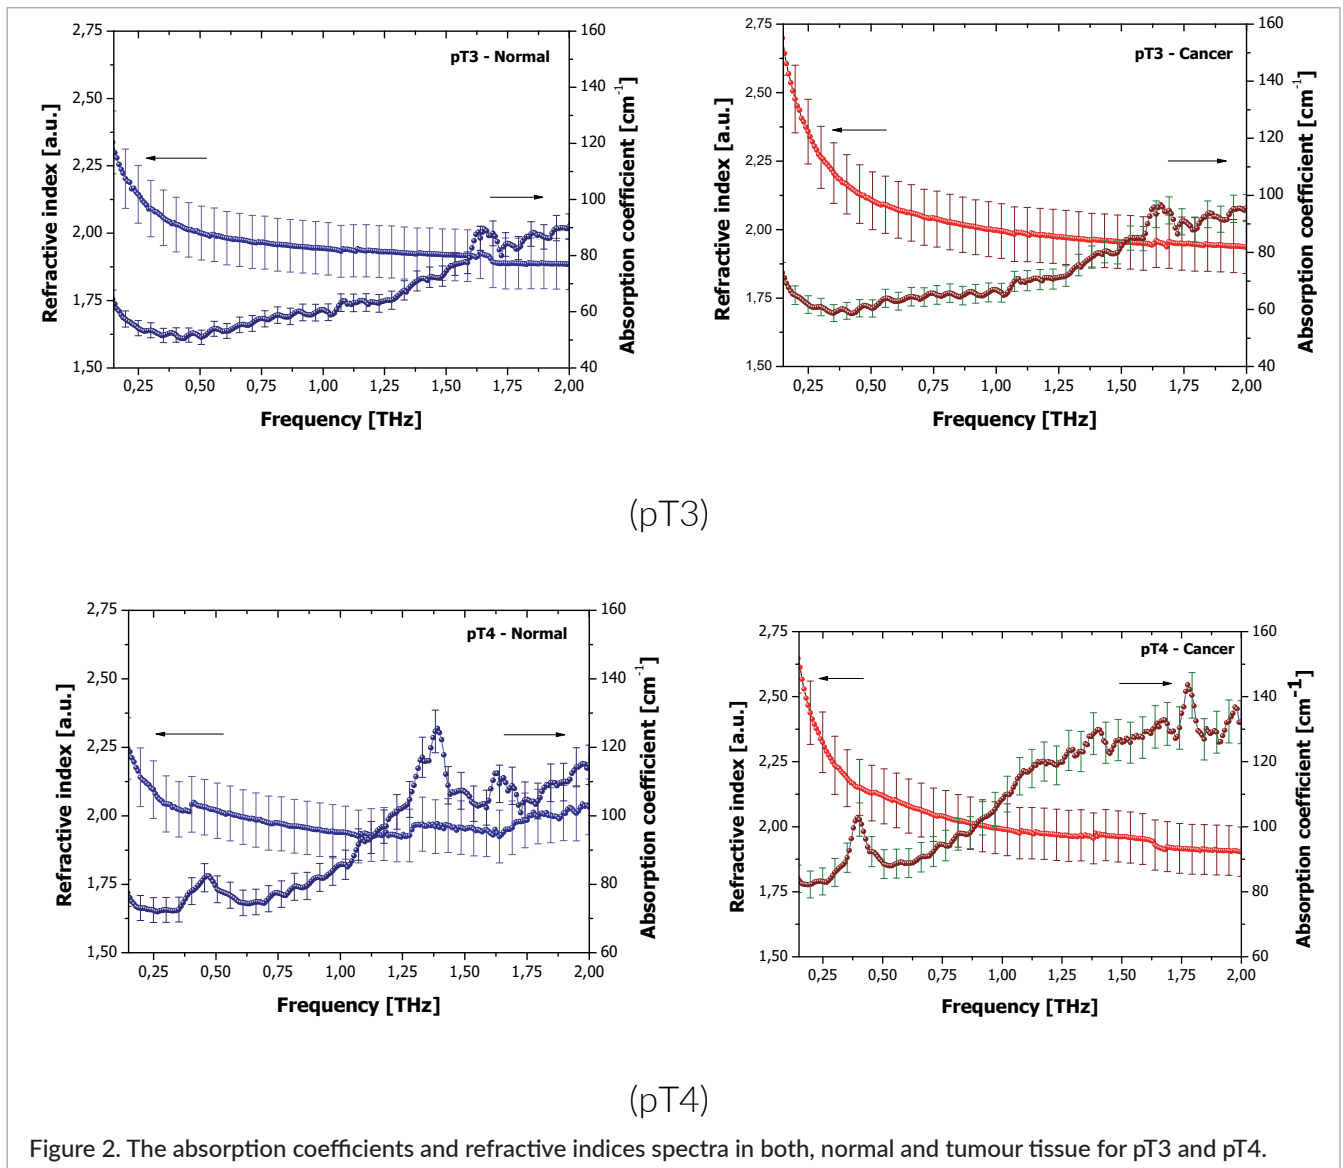 pT3 - Normal
2,75
2,50
2,25
2,00
1,75
1,50
Refractive index [a.u.]
160
140
120
100
80
60
40
Absorption coefficient [cm-1]
0,25 0,50 0,75 1,00 1,25 1,50 1,75 2,00
Frequency [THz]
pT3 - Cancer
2,75
2,50
2,25
2,00
1,75
1,50
Refractive index [a.u.]
160
140
120
100
80
60
40
Absorption coefficient [cm-1]
0,25 0,50 0,75 1,00 1,25 1,50 1,75 2,00
Frequency [THz]
(pT3)
pT4 - Normal
2,75
2,50
2,25
2,00
1,75
1,50
Refractive index [a.u.]
160
140
120
100
80
60
Absorption coefficient [cm-1]
0,25 0,50 0,75 1,00 1,25 1,50 1,75 2,00
Frequency [THz]
pT4 - Cancer
2,75
2,50
2,25
2,00
1,75
1,50
Refractive index [a.u.]
160
140
120
100
80
60
Absorption coefficient [cm-1]
0,25 0,50 0,75 1,00 1,25 1,50 1,75 2,00
Frequency [THz]
(pT4)
Figure 2. The absorption coefficients and refractive indices spectra in both, normal and tumour tissue for pT3 and pT4.